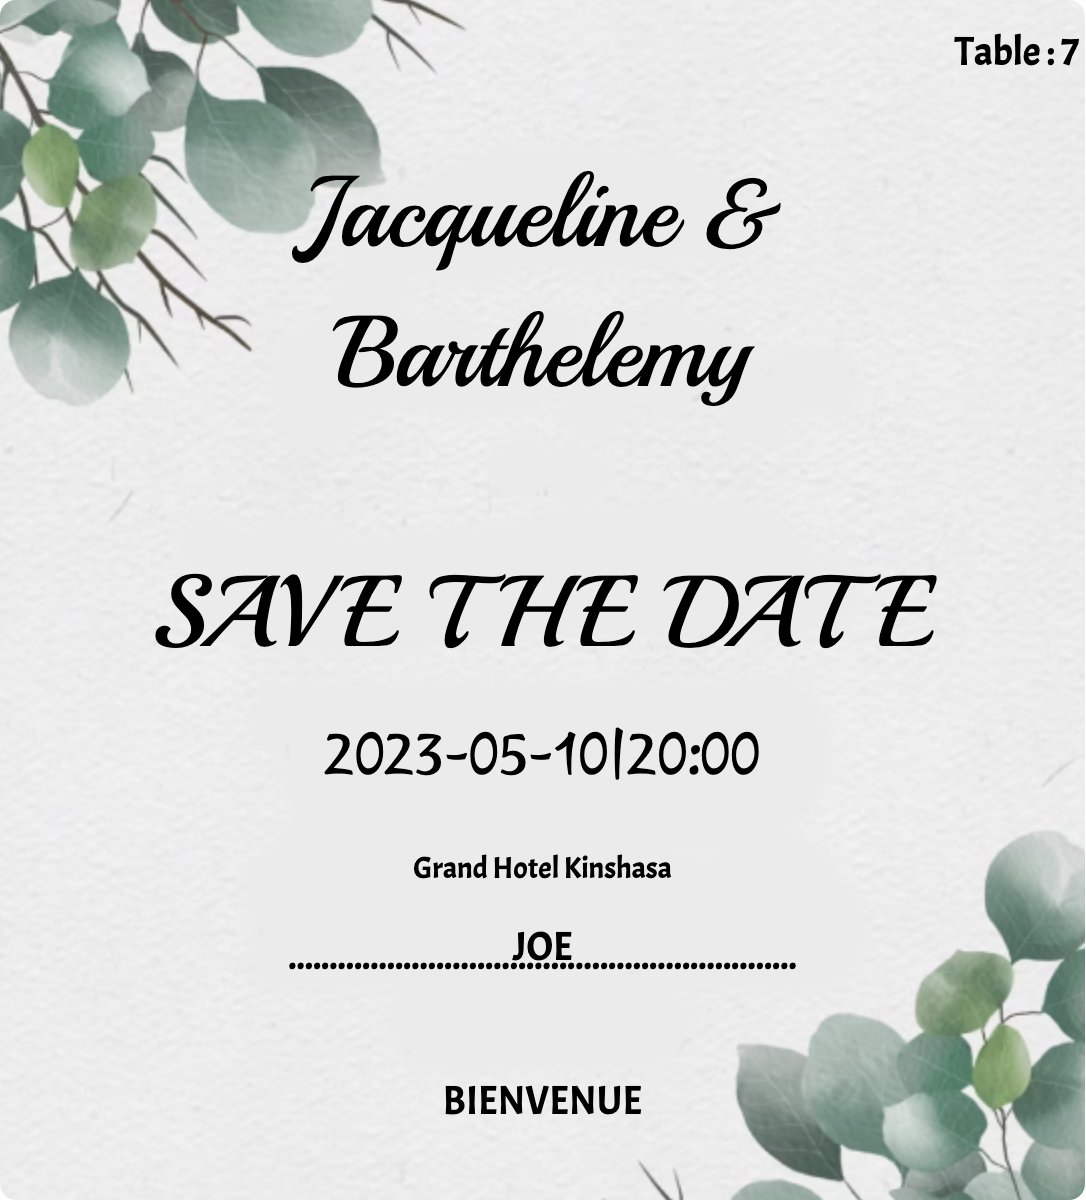 Table : 7
Jacqueline &
Barthelemy
SAVE THE DATE
2023-05-10|20:00
Grand Hotel Kinshasa
JOE
...............................................................
BIENVENUE